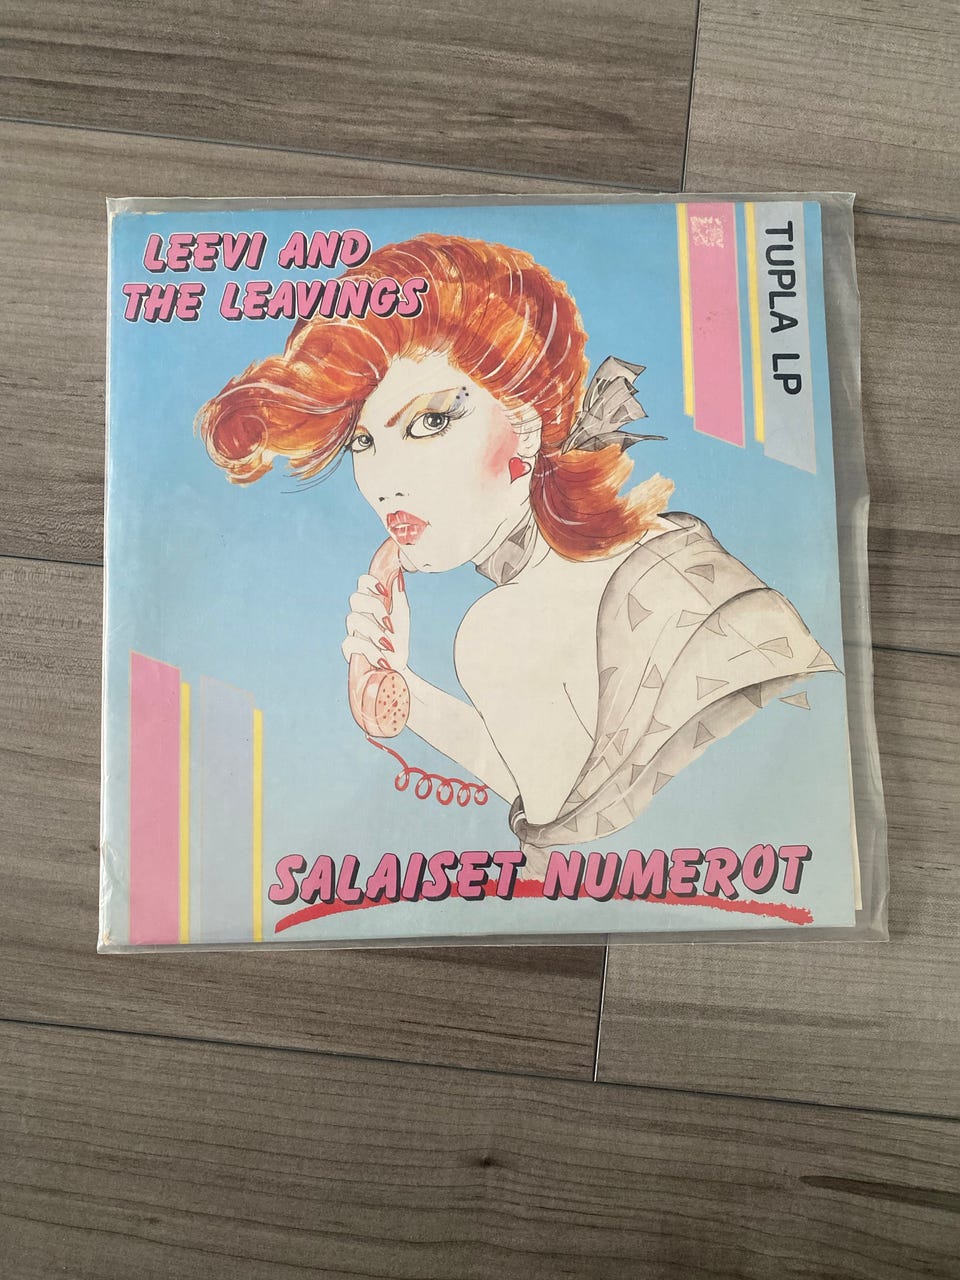 LEEVI AND
THE LEAVINGS
TUPLA LP
SALAISET NUMEROT